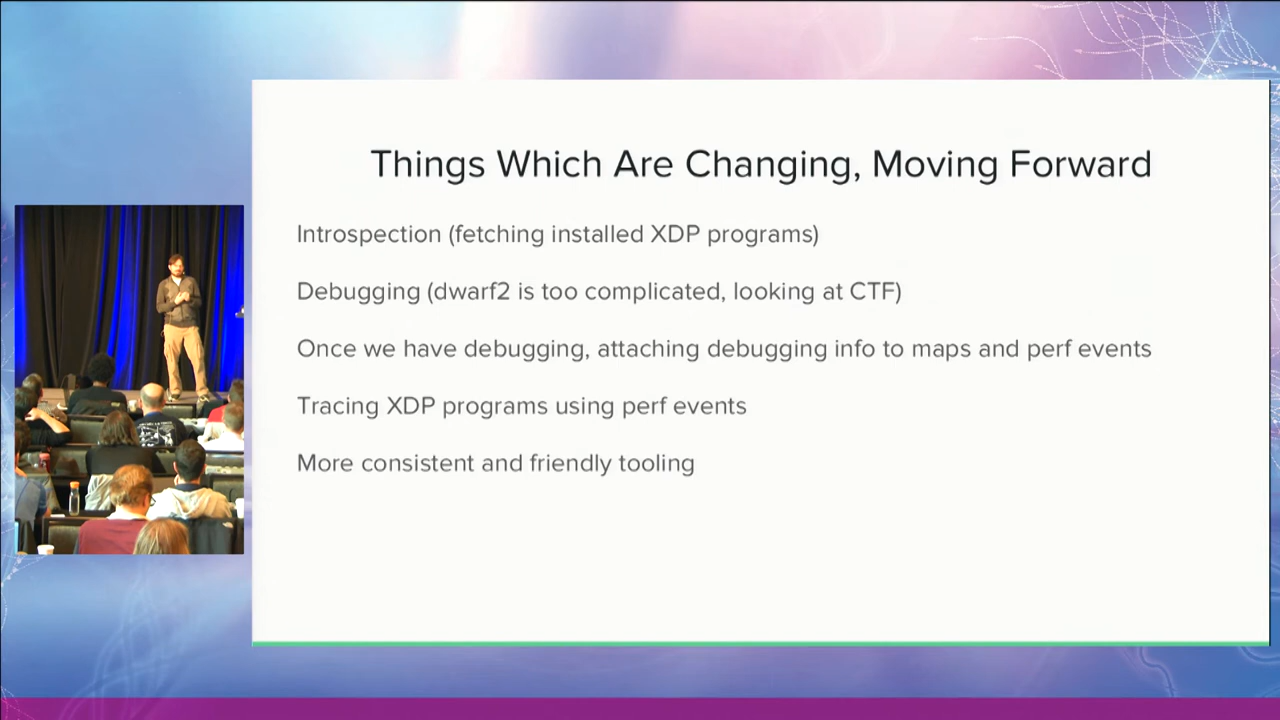 Things Which Are Changing, Moving Forward
Introspection (fetching installed XDP programs)
Debugging (dwarf2 is too complicated, looking at CTF)
Once we have debugging, attaching debugging info to maps and perf events
Tracing XDP programs using perf events
More consistent and friendly tooling